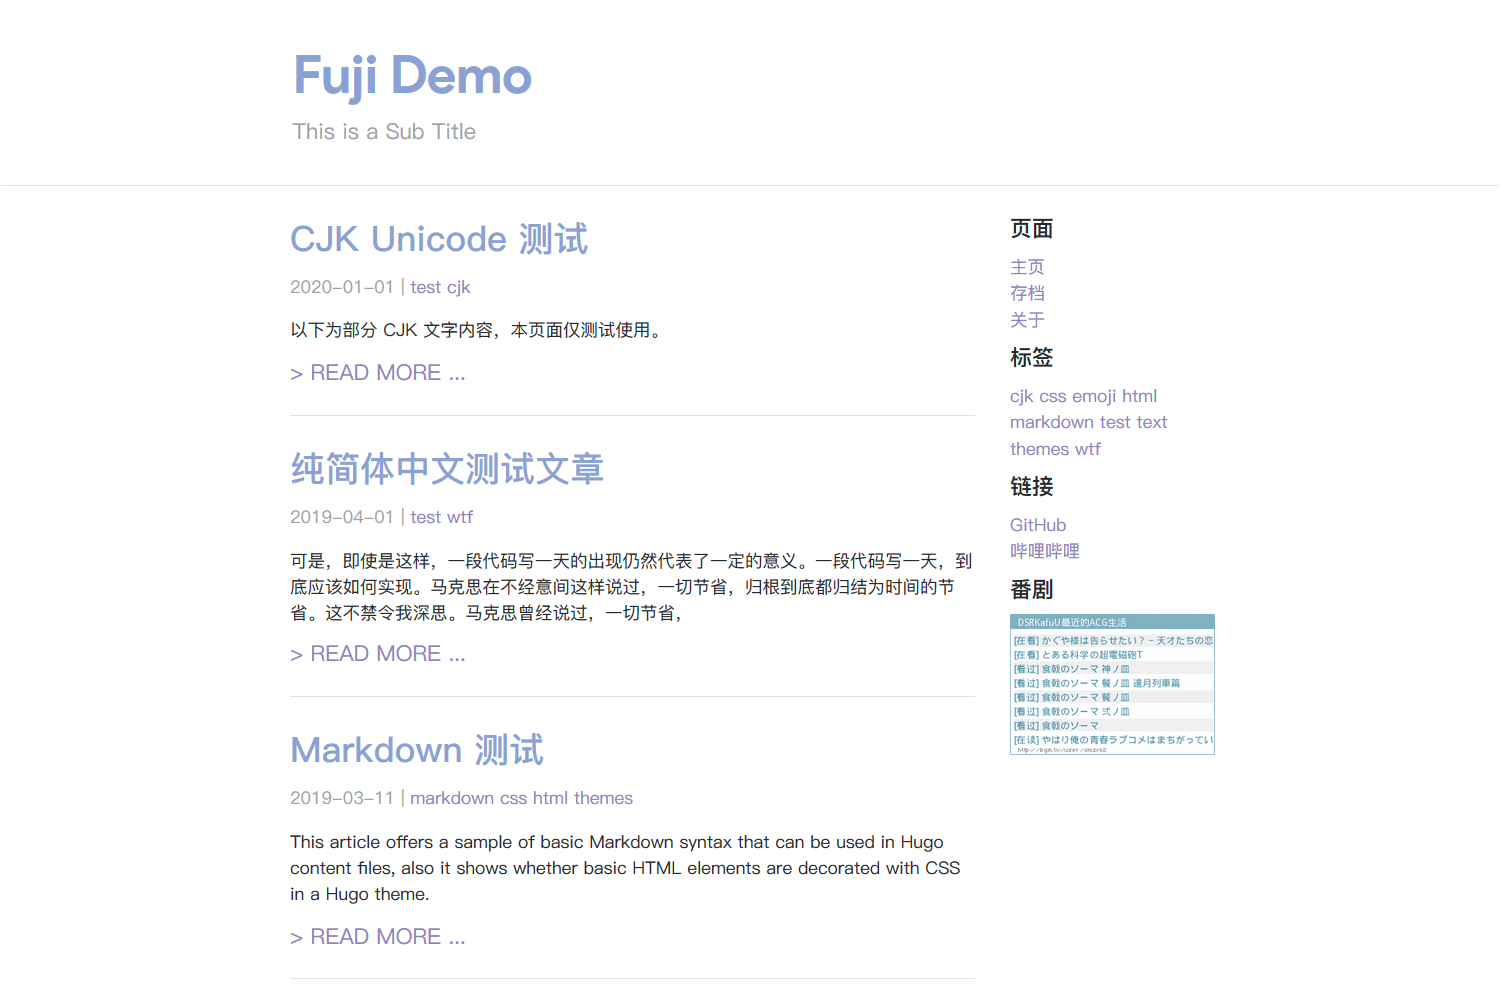 Fuji Demo
This is a Sub Title
CJK Unicode 测试
2020-01-01 | test cjk
以下为部分 CJK 文字内容，本页面仅测试使用。
> READ MORE ...
纯简体中文测试文章
2019-04-01 | test wtf
可是，即使是这样，一段代码写一天的出现仍然代表了一定的意义。一段代码写一天，到
底应该如何实现。马克思在不经意间这样说过，一切节省，归根到底都归结为时间的节
省。这不禁令我深思。马克思曾经说过，一切节省，
> READ MORE ...
Markdown 测试
2019-03-11 | markdown css html themes
This article offers a sample of basic Markdown syntax that can be used in Hugo
content files, also it shows whether basic HTML elements are decorated with CSS
in a Hugo theme.
> READ MORE ...
页面
主页
存档
关于
标签
cjk css emoji html
markdown test text
themes wtf
链接
GitHub
哔哩哔哩
番剧
DSRKafuU最近的ACG生活
[在看] かぐや様は告らせたい？ - 天才たちの恋
[在看] とある科学の超電磁砲T
[看过] 食戟のソーマ 神ノ皿
[看过] 食戟のソーマ 餐ノ皿 遠月列車篇
[看过] 食戟のソーマ 餐ノ皿
[看过] 食戟のソーマ 弍ノ皿
[看过] 食戟のソーマ
[在读] やはり俺の青春ラブコメはまちがってい